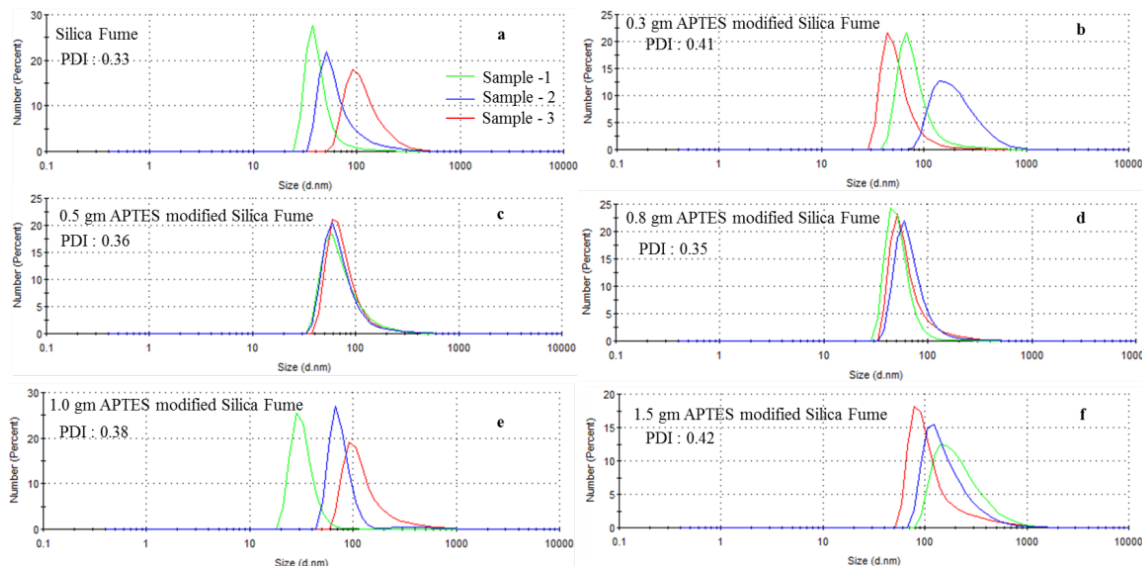 Silica Fume
PDI : 0.33
a
Sample -1
Sample - 2
Sample - 3
Number (Percent)
30
20
10
0
0.1 1 10 100 1000 10000
Size (d.nm)
0.3 gm APTES modified Silica Fume
PDI : 0.41
b
Number (Percent)
25
20
15
10
5
0
0.1 1 10 100 1000 10000
Size (d.nm)
0.5 gm APTES modified Silica Fume
PDI : 0.36
c
Number (Percent)
25
20
15
10
5
0
0.1 1 10 100 1000 10000
Size (d.nm)
0.8 gm APTES modified Silica Fume
PDI : 0.35
d
Number (Percent)
25
20
15
10
5
0
0.1 1 10 100 1000 10000
Size (d.nm)
1.0 gm APTES modified Silica Fume
PDI : 0.38
e
Number (Percent)
30
20
10
0
0.1 1 10 100 1000 10000
Size (d.nm)
1.5 gm APTES modified Silica Fume
PDI : 0.42
f
Number (Percent)
20
15
10
5
0
0.1 1 10 100 1000 10000
Size (d.nm)